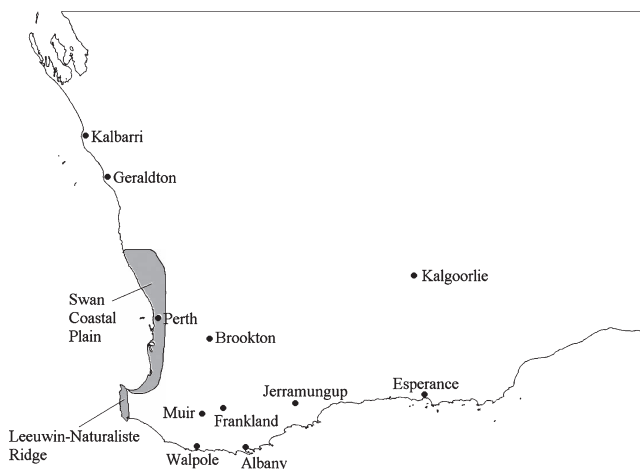 Kalbarri
Geraldton
Kalgoorlie
Swan
Coastal
Plain
Perth
Brookton
Esperance
Jerramungup
Muir
Frankland
Leeuwin-Naturaliste
Ridge
Walpole
Albany